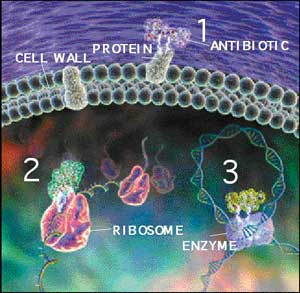 1
PROTEIN
ANTIBIOTIC
CELL WALL
2
3
RIBOSOME
ENZYME